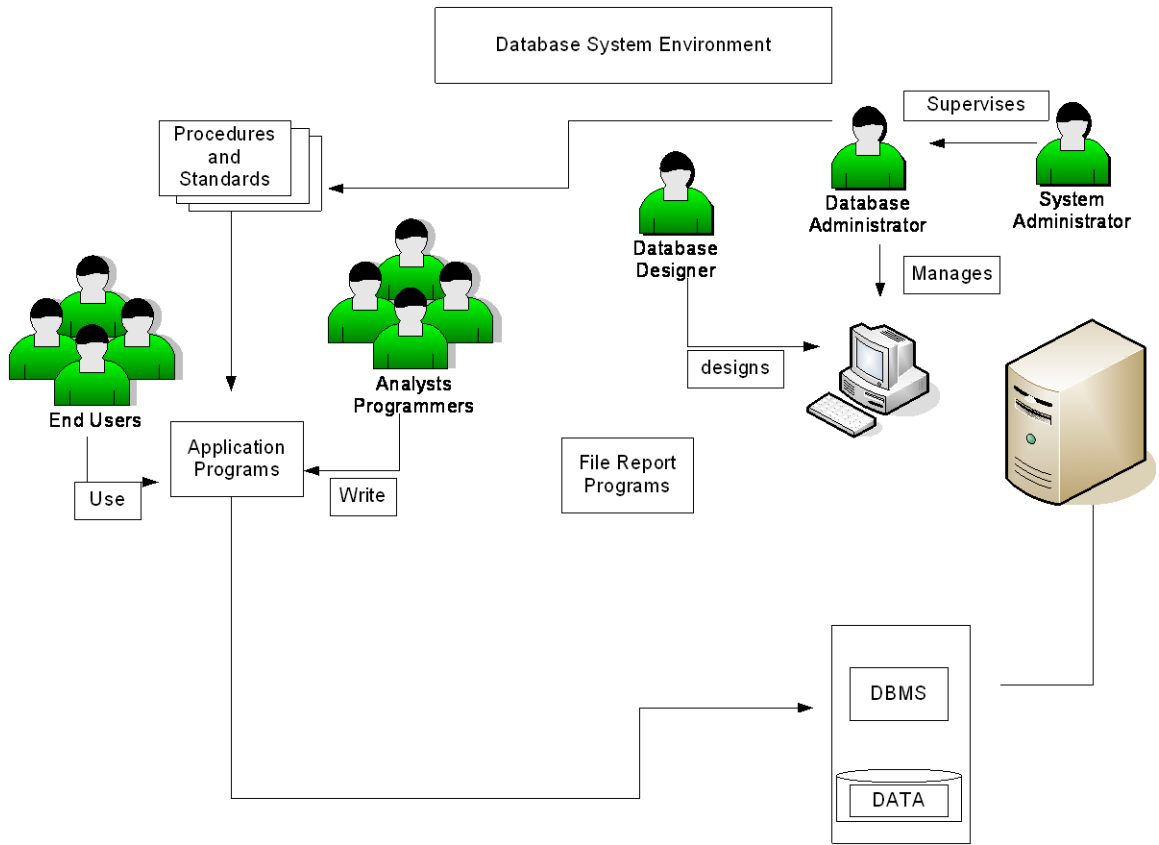 Database System Environment
Supervises
Procedures
and
Standards
Database
Administrator
System
Administrator
Database
Designer
Manages
designs
Analysts
Programmers
End Users
Application
Programs
File Report
Programs
Use
Write
DBMS
DATA